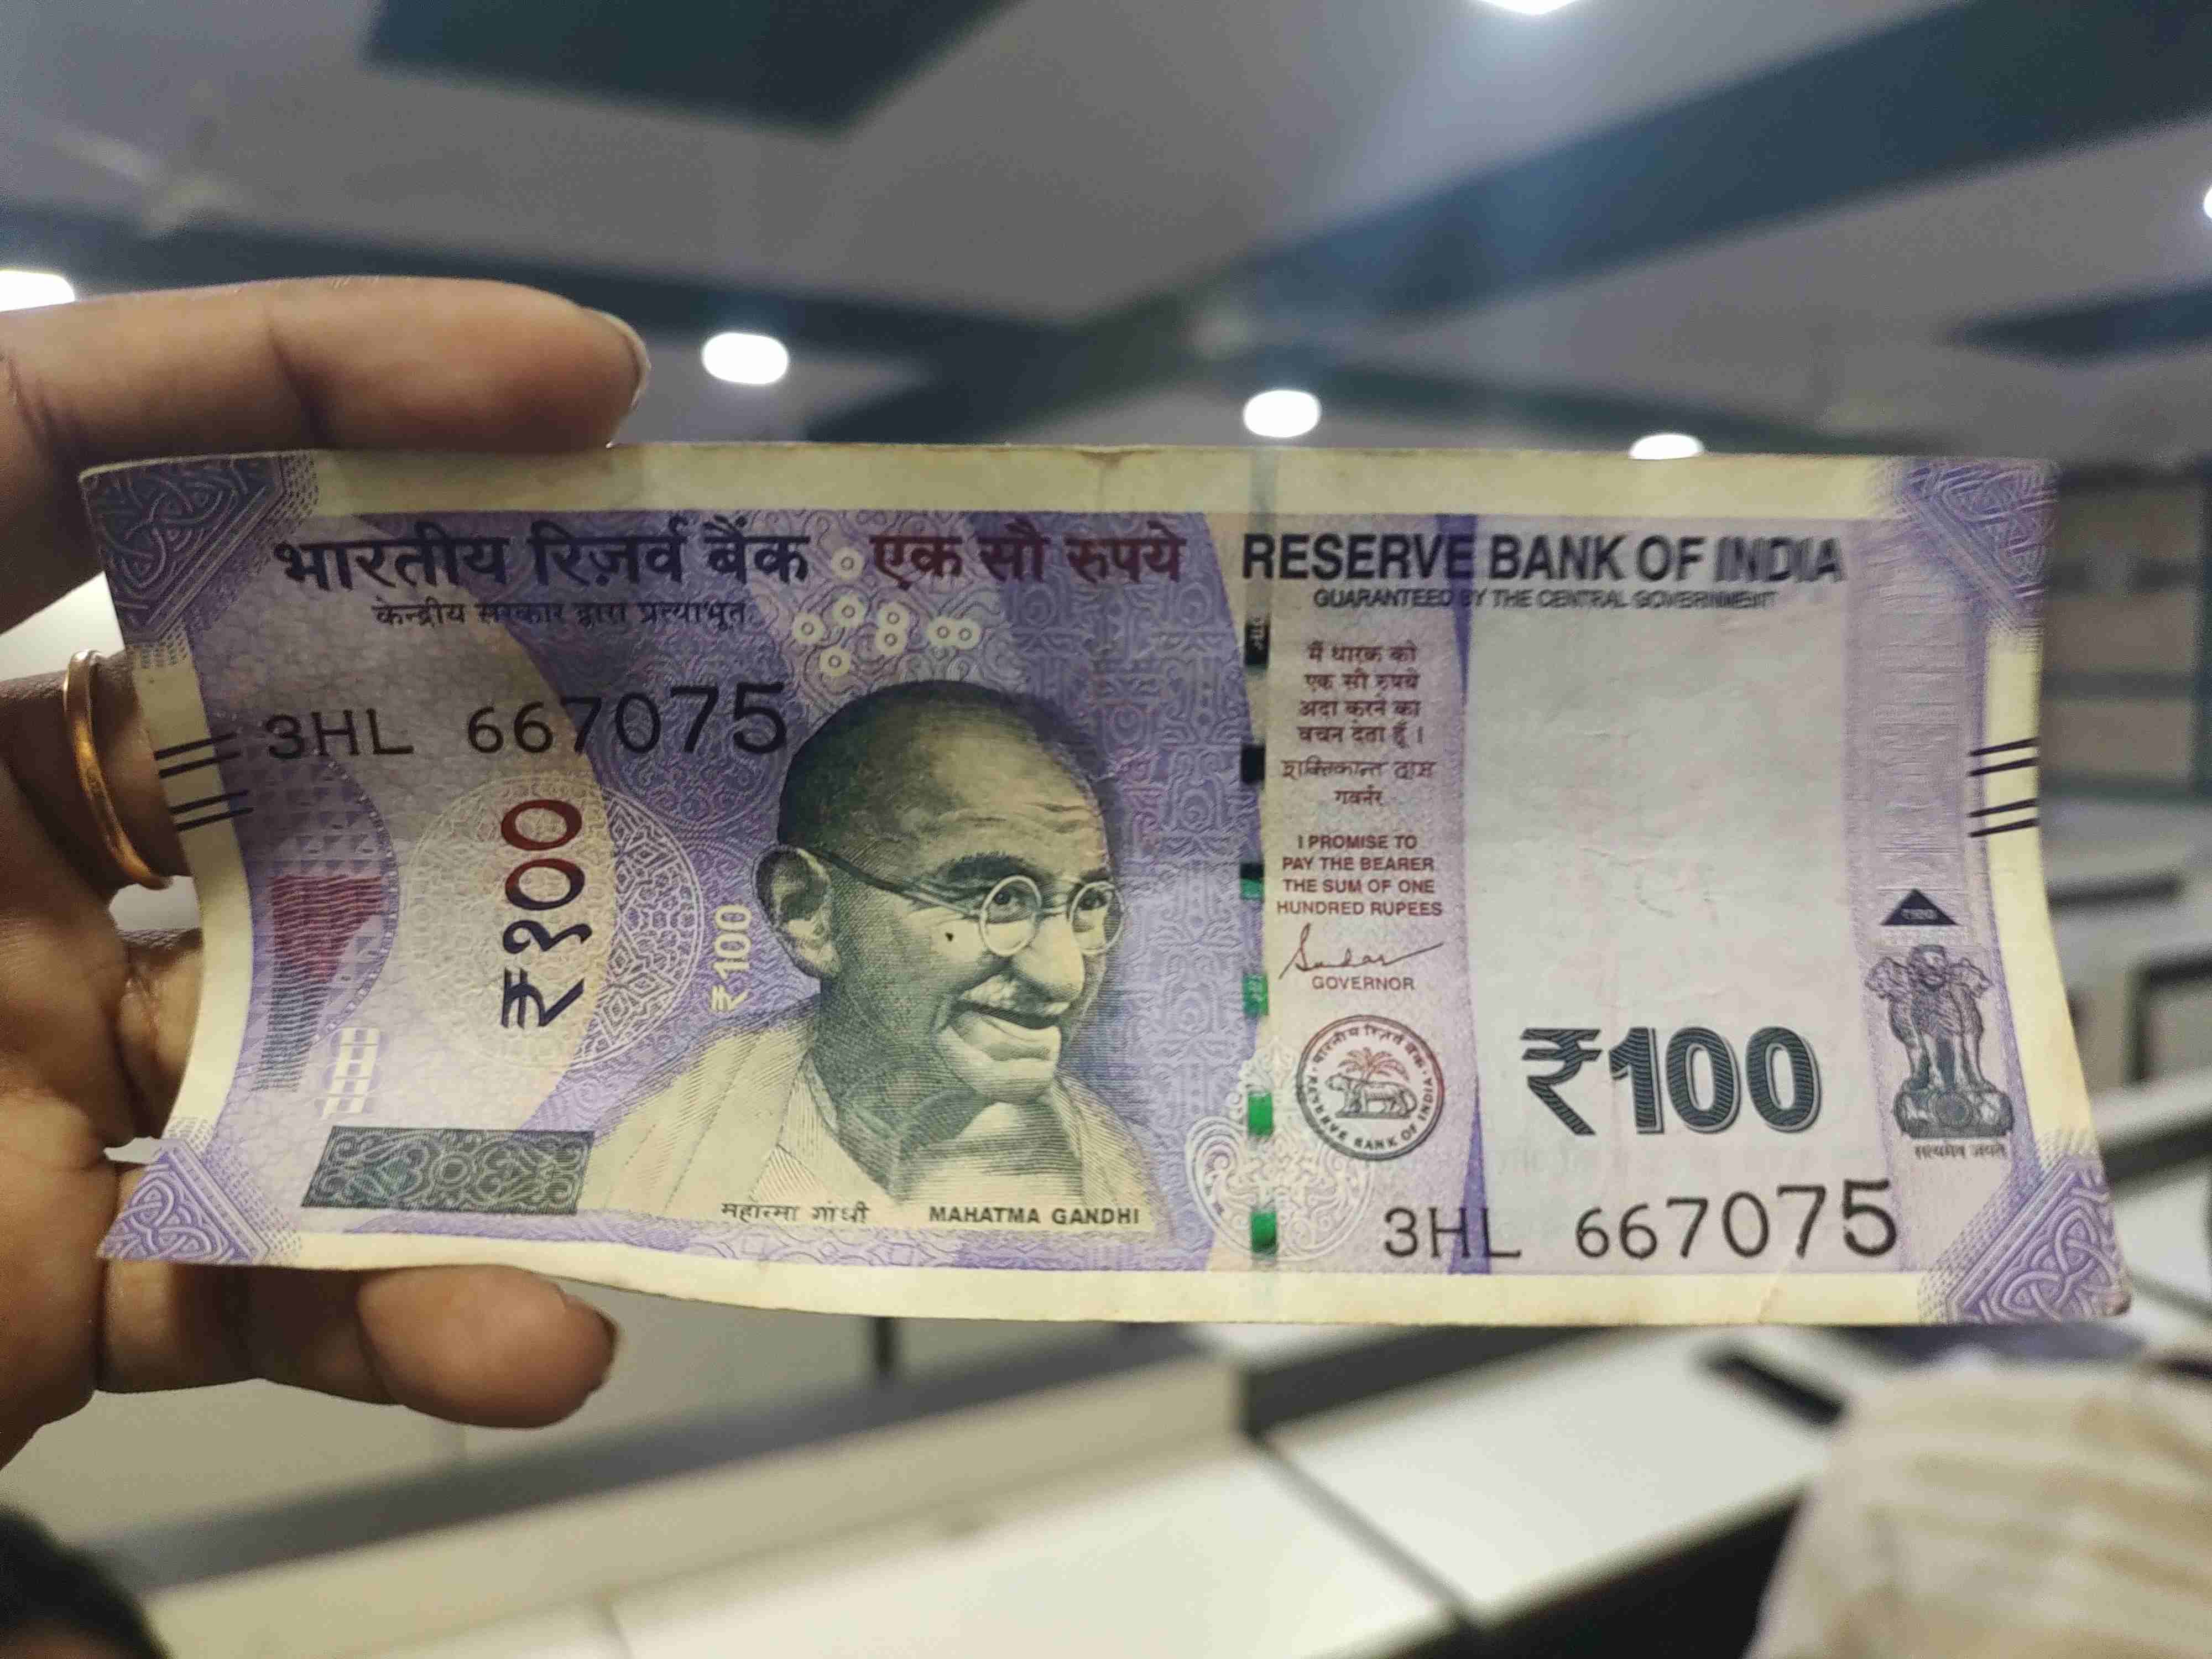 भारतीय रिज़र्व बैंक एक सौ रुपये
केन्द्रीय सरकार द्वारा प्रत्याभूत
3HL 667075
₹१००
₹100
महात्मा गांधी MAHATMA GANDHI
RESERVE BANK OF INDIA
GUARANTEED BY THE CENTRAL GOVERNMENT
मैं धारक को
एक सौ रुपये
अदा करने का
वचन देता हूँ ।
शक्तिकान्त दास
गवर्नर
I PROMISE TO
PAY THE BEARER
THE SUM OF ONE
HUNDRED RUPEES
GOVERNOR
भारतीय रिज़र्व बैंक
RESERVE BANK OF INDIA
₹100
सत्यमेव जयते
3HL 667075